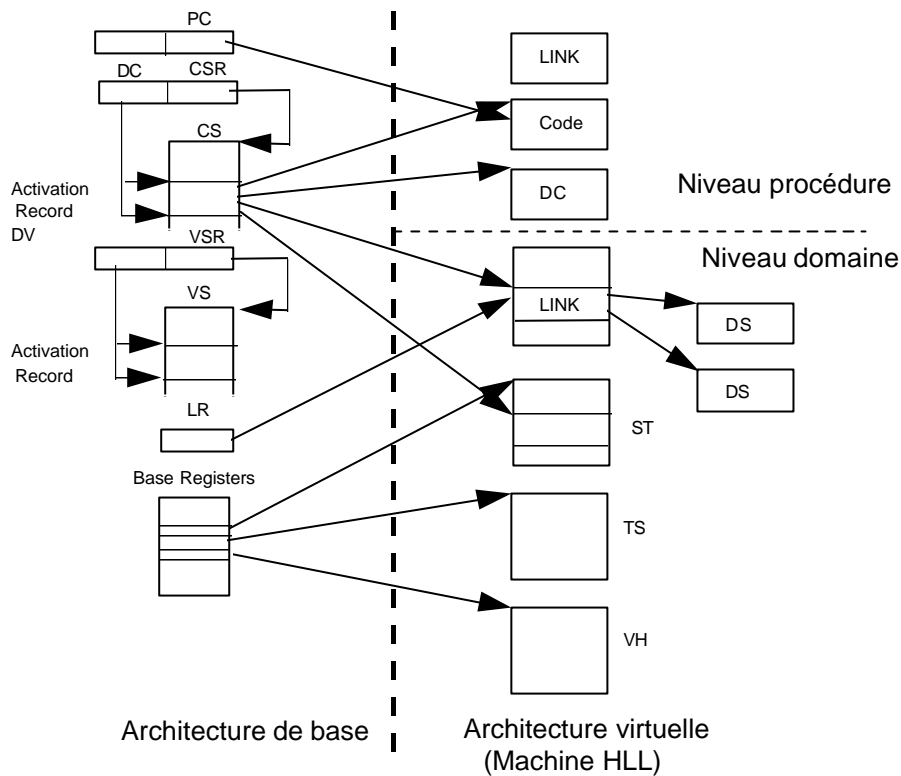 PC
LINK
DC
CSR
CS
Code
DC
Niveau procédure
Activation
Record
DV
VSR
Niveau domaine
VS
LINK
DS
DS
Activation
Record
LR
ST
Base Registers
TS
VH
Architecture de base
Architecture virtuelle
(Machine HLL)